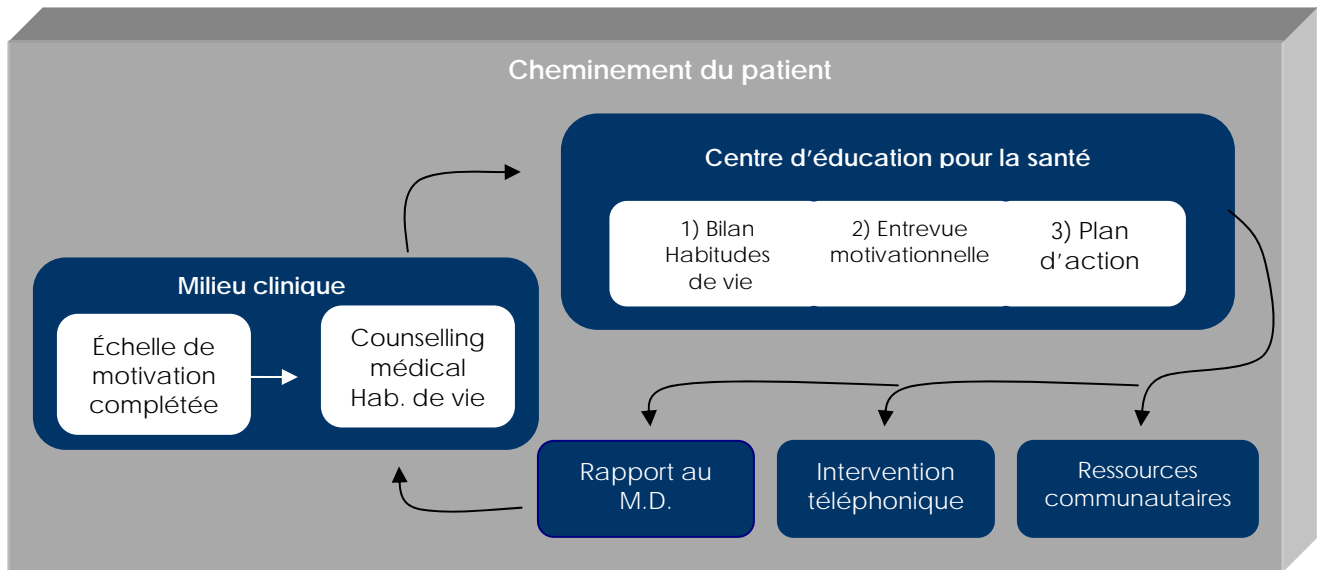 Cheminement du patient
Centre d'éducation pour la santé
1) Bilan
Habitudes
de vie
2) Entrevue
motivationnelle
3) Plan
d'action
Milieu clinique
Échelle de
motivation
complétée
Counselling
médical
Hab. de vie
Rapport au
M.D.
Intervention
téléphonique
Ressources
communautaires